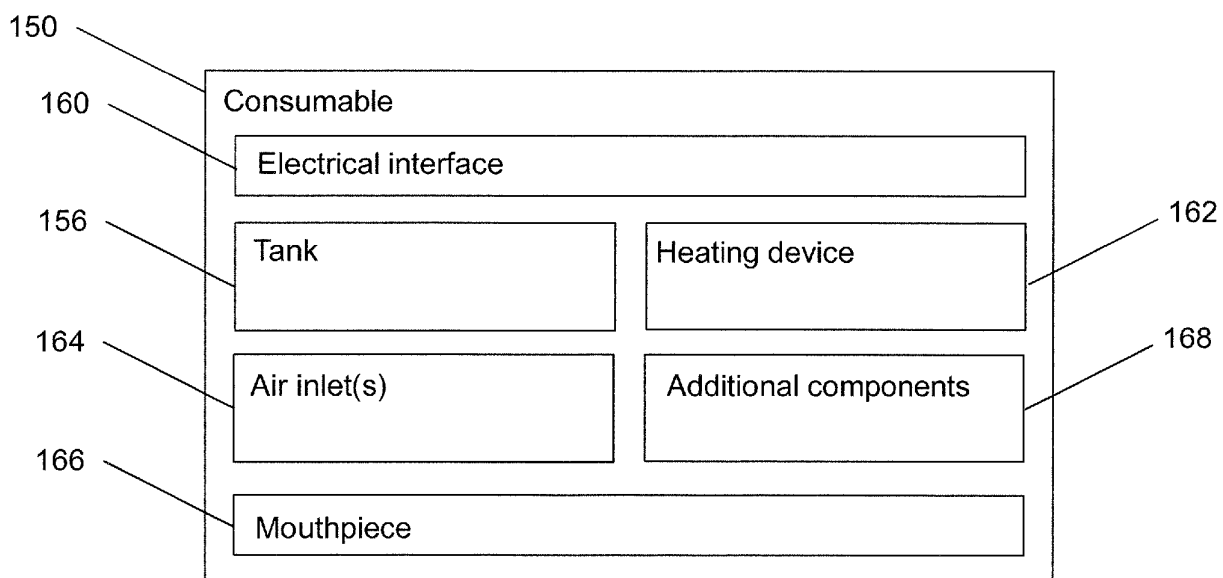 150
Consumable
160
Electrical interface
156
Tank
Heating device
162
164
Air inlet(s)
Additional components
168
166
Mouthpiece